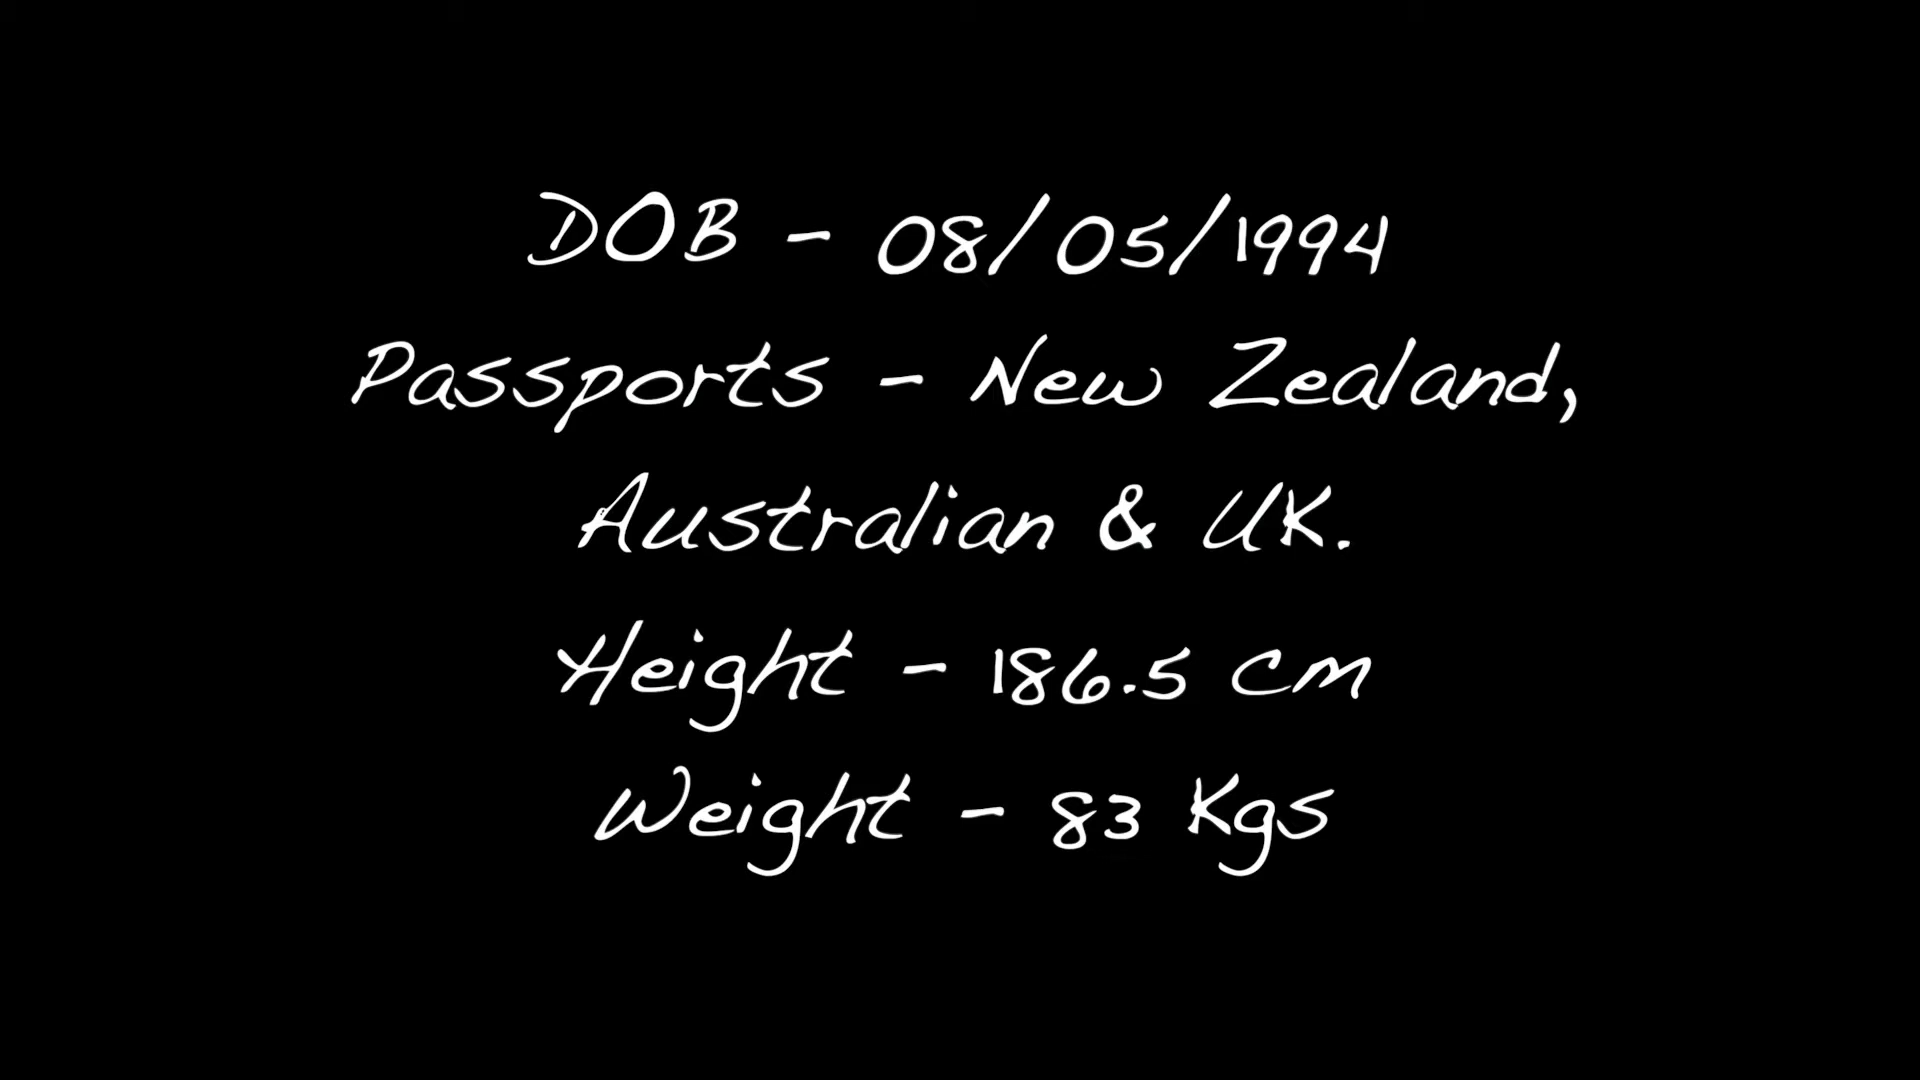 DOB - 08/05/1994
Passports - New Zealand,
Australian & UK.
Height - 186.5 cm
Weight - 83 Kgs